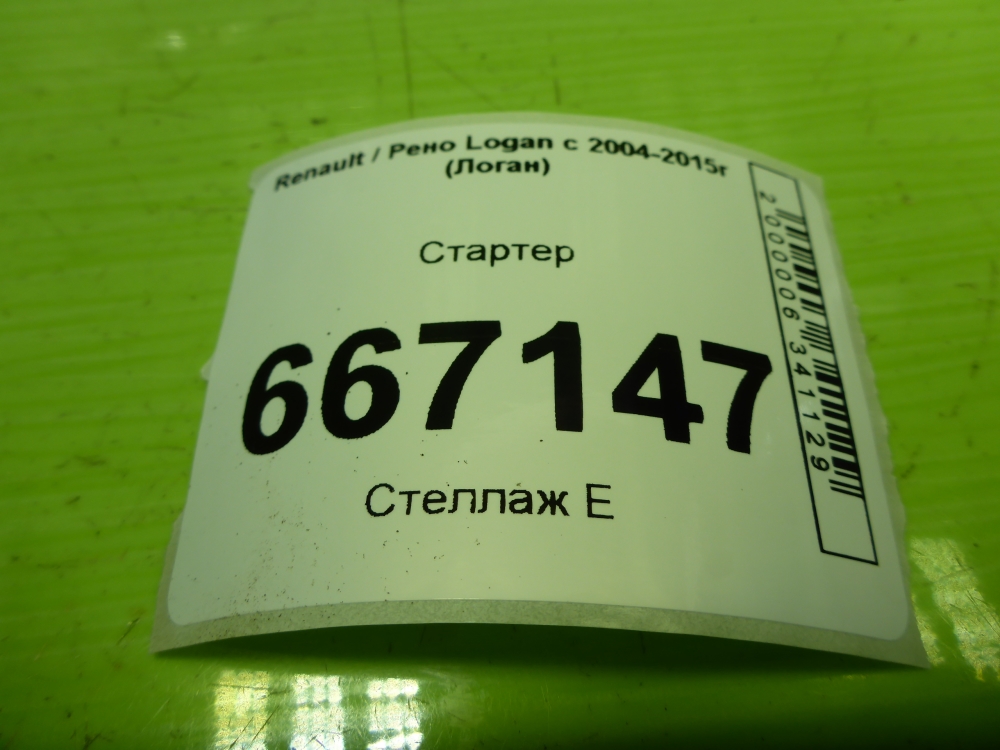 Renault / Рено Logan с 2004-2015г
(Логан)
Стартер
667147
Стеллаж Е
2000006341129